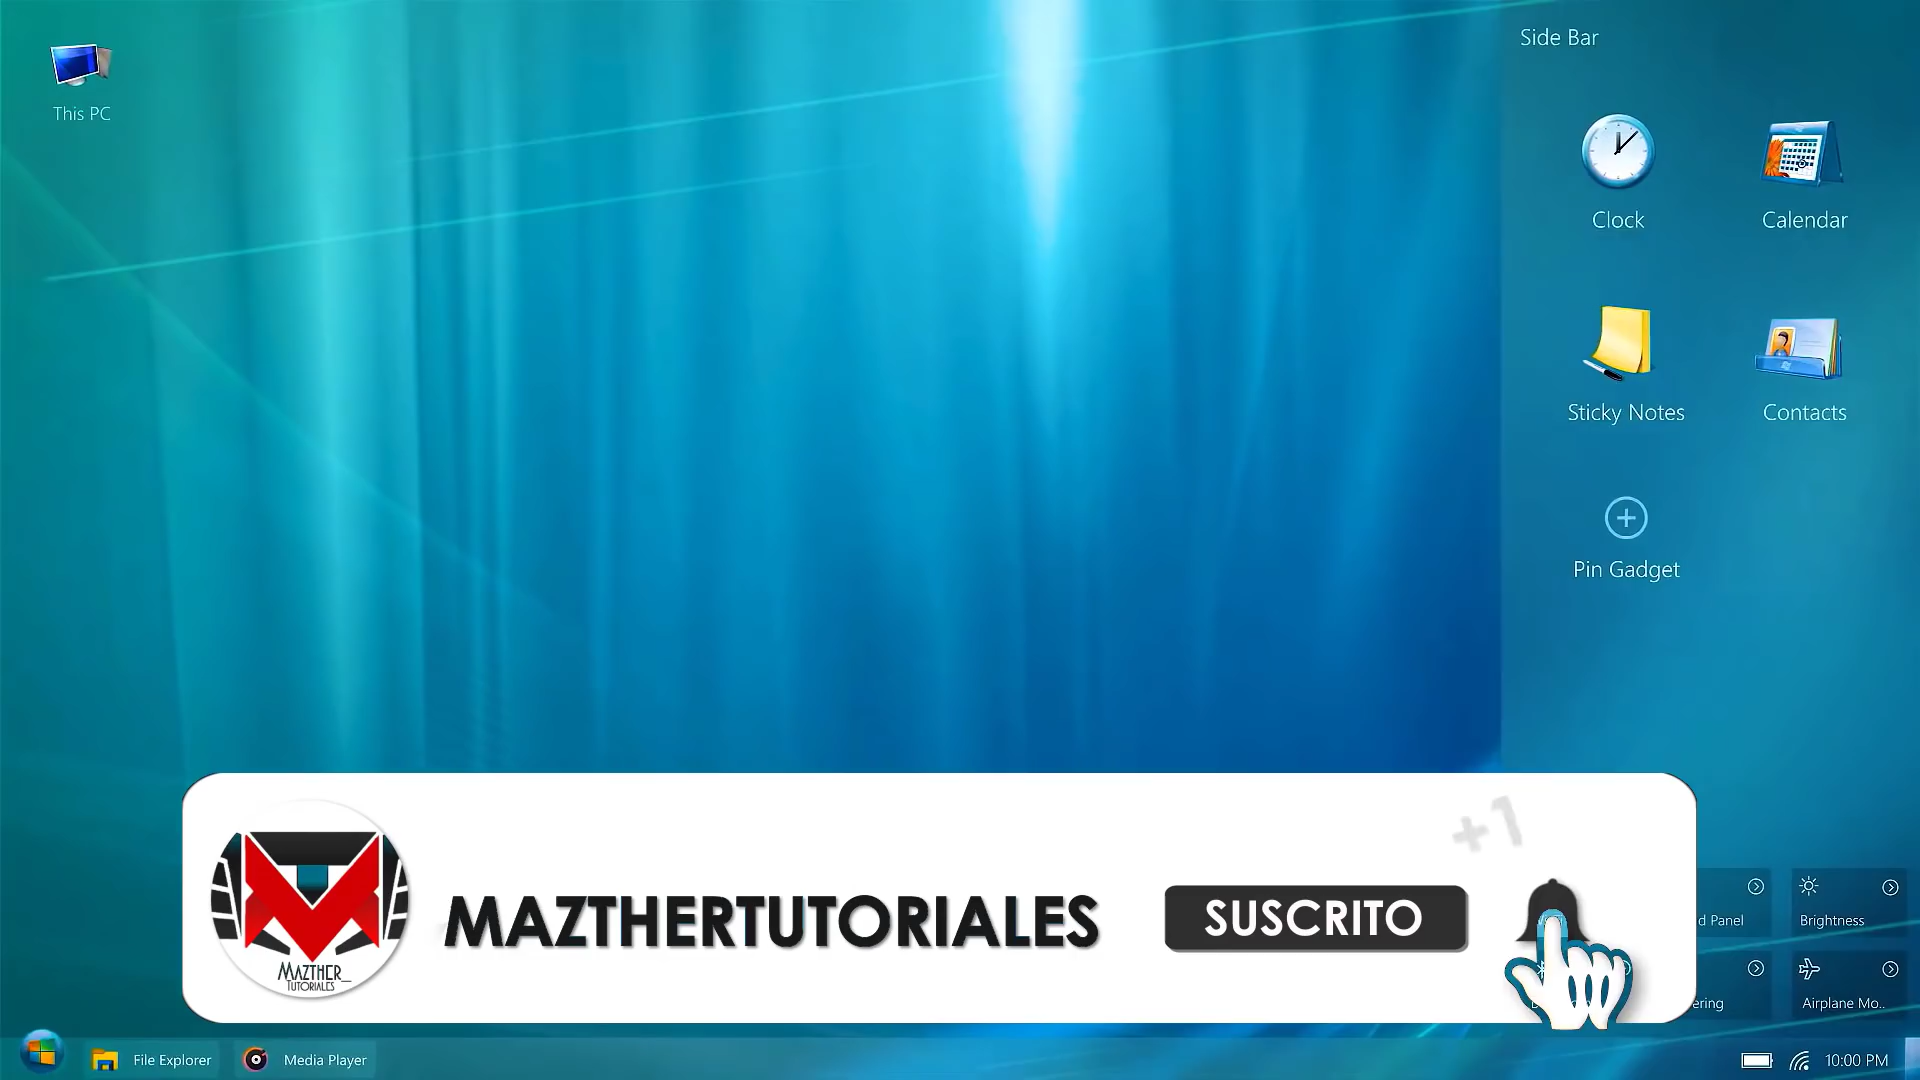 Side Bar
This PC
Clock
Calendar
Sticky Notes
Contacts
Pin Gadget
+1
MAZTHERTUTORIALES
SUSCRITO
MAZTHER_
TUTORIALES
d Panel
Brightness
ering
Airplane Mo..
File Explorer
Media Player
10:00 PM